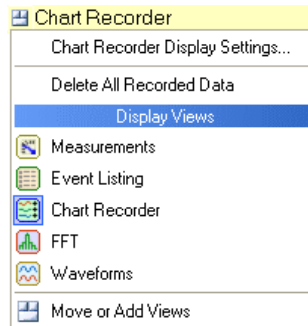 Chart Recorder
Chart Recorder Display Settings...
Delete All Recorded Data
Display Views
Measurements
Event Listing
Chart Recorder
FFT
Waveforms
Move or Add Views